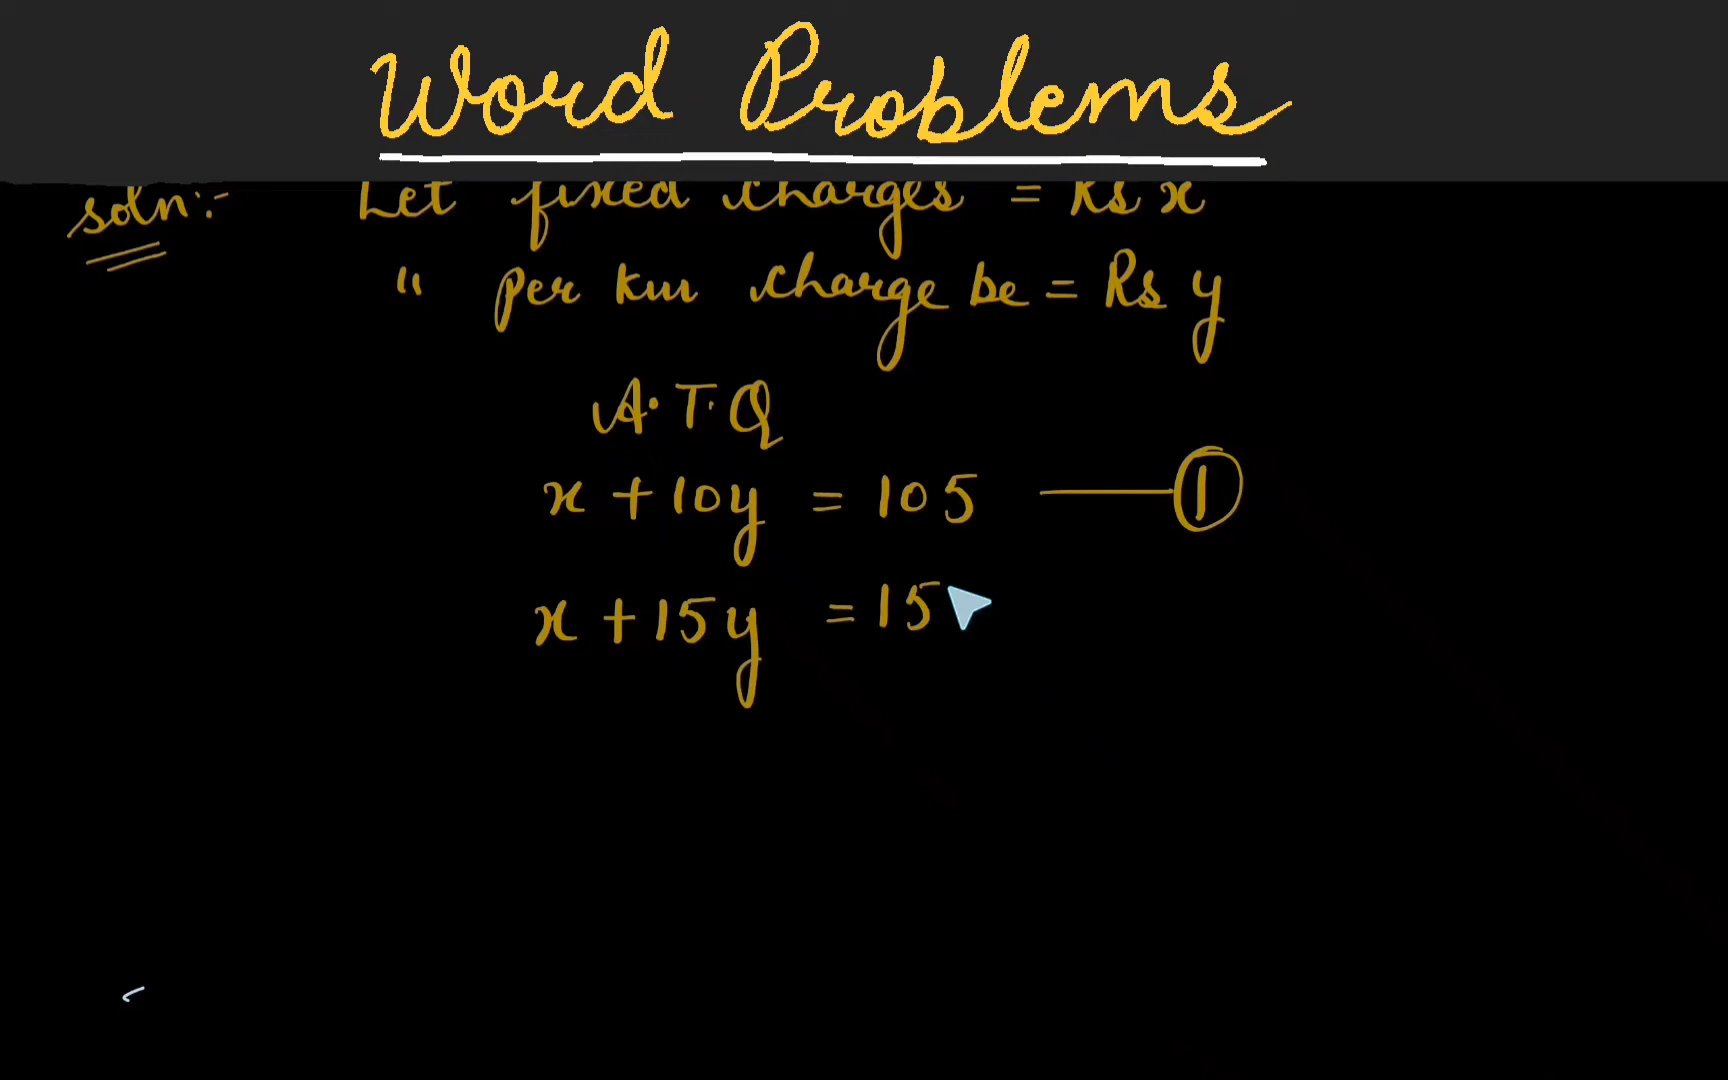 Word Problems
soln:- Let fixed charges = Rs x
" per km charge be = Rs y
A.T.Q
x + 10y = 105 —— ①
x + 15y = 15